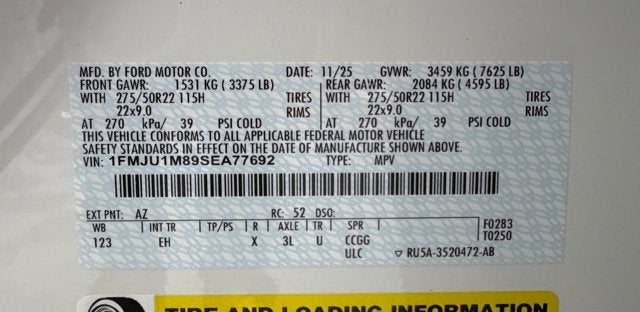 MFD. BY FORD MOTOR CO. DATE: 11/25 GVWR: 3459 KG ( 7625 LB)
FRONT GAWR: 1531 KG ( 3375 LB) REAR GAWR: 2084 KG ( 4595 LB)
WITH 275/50R22 115H TIRES WITH 275/50R22 115H TIRES
22x9.0 RIMS 22x9.0 RIMS
AT 270 kPa/ 39 PSI COLD AT 270 kPa/ 39 PSI COLD
THIS VEHICLE CONFORMS TO ALL APPLICABLE FEDERAL MOTOR VEHICLE
SAFETY STANDARDS IN EFFECT ON THE DATE OF MANUFACTURE SHOWN ABOVE.
VIN: 1FMJU1M89SEA77692 TYPE: MPV
EXT PNT: AZ RC: 52 DSO:
WB INT TR TP/PS R AXLE TR SPR F0283
123 EH X 3L U CCGG T0250
ULC ▽ RU5A-3520472-AB
TIRE AND LOADING INFORMATION